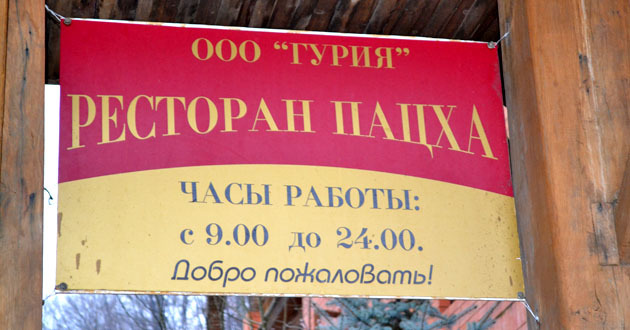 ООО “ГУРИЯ”
РЕСТОРАН ПАЦХА
ЧАСЫ РАБОТЫ:
с 9.00 до 24.00.
Добро пожаловать!